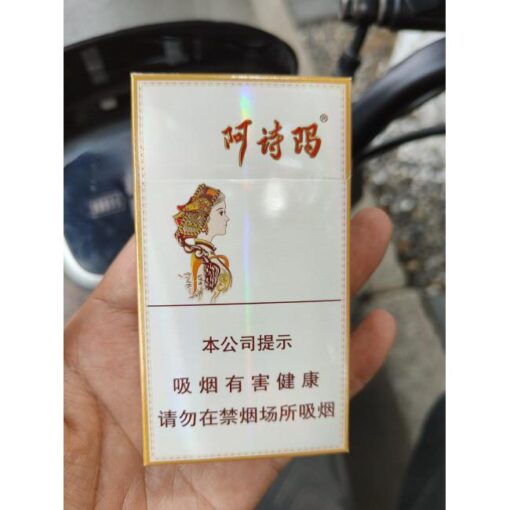 阿诗玛®
本公司提示
吸烟有害健康
请勿在禁烟场所吸烟